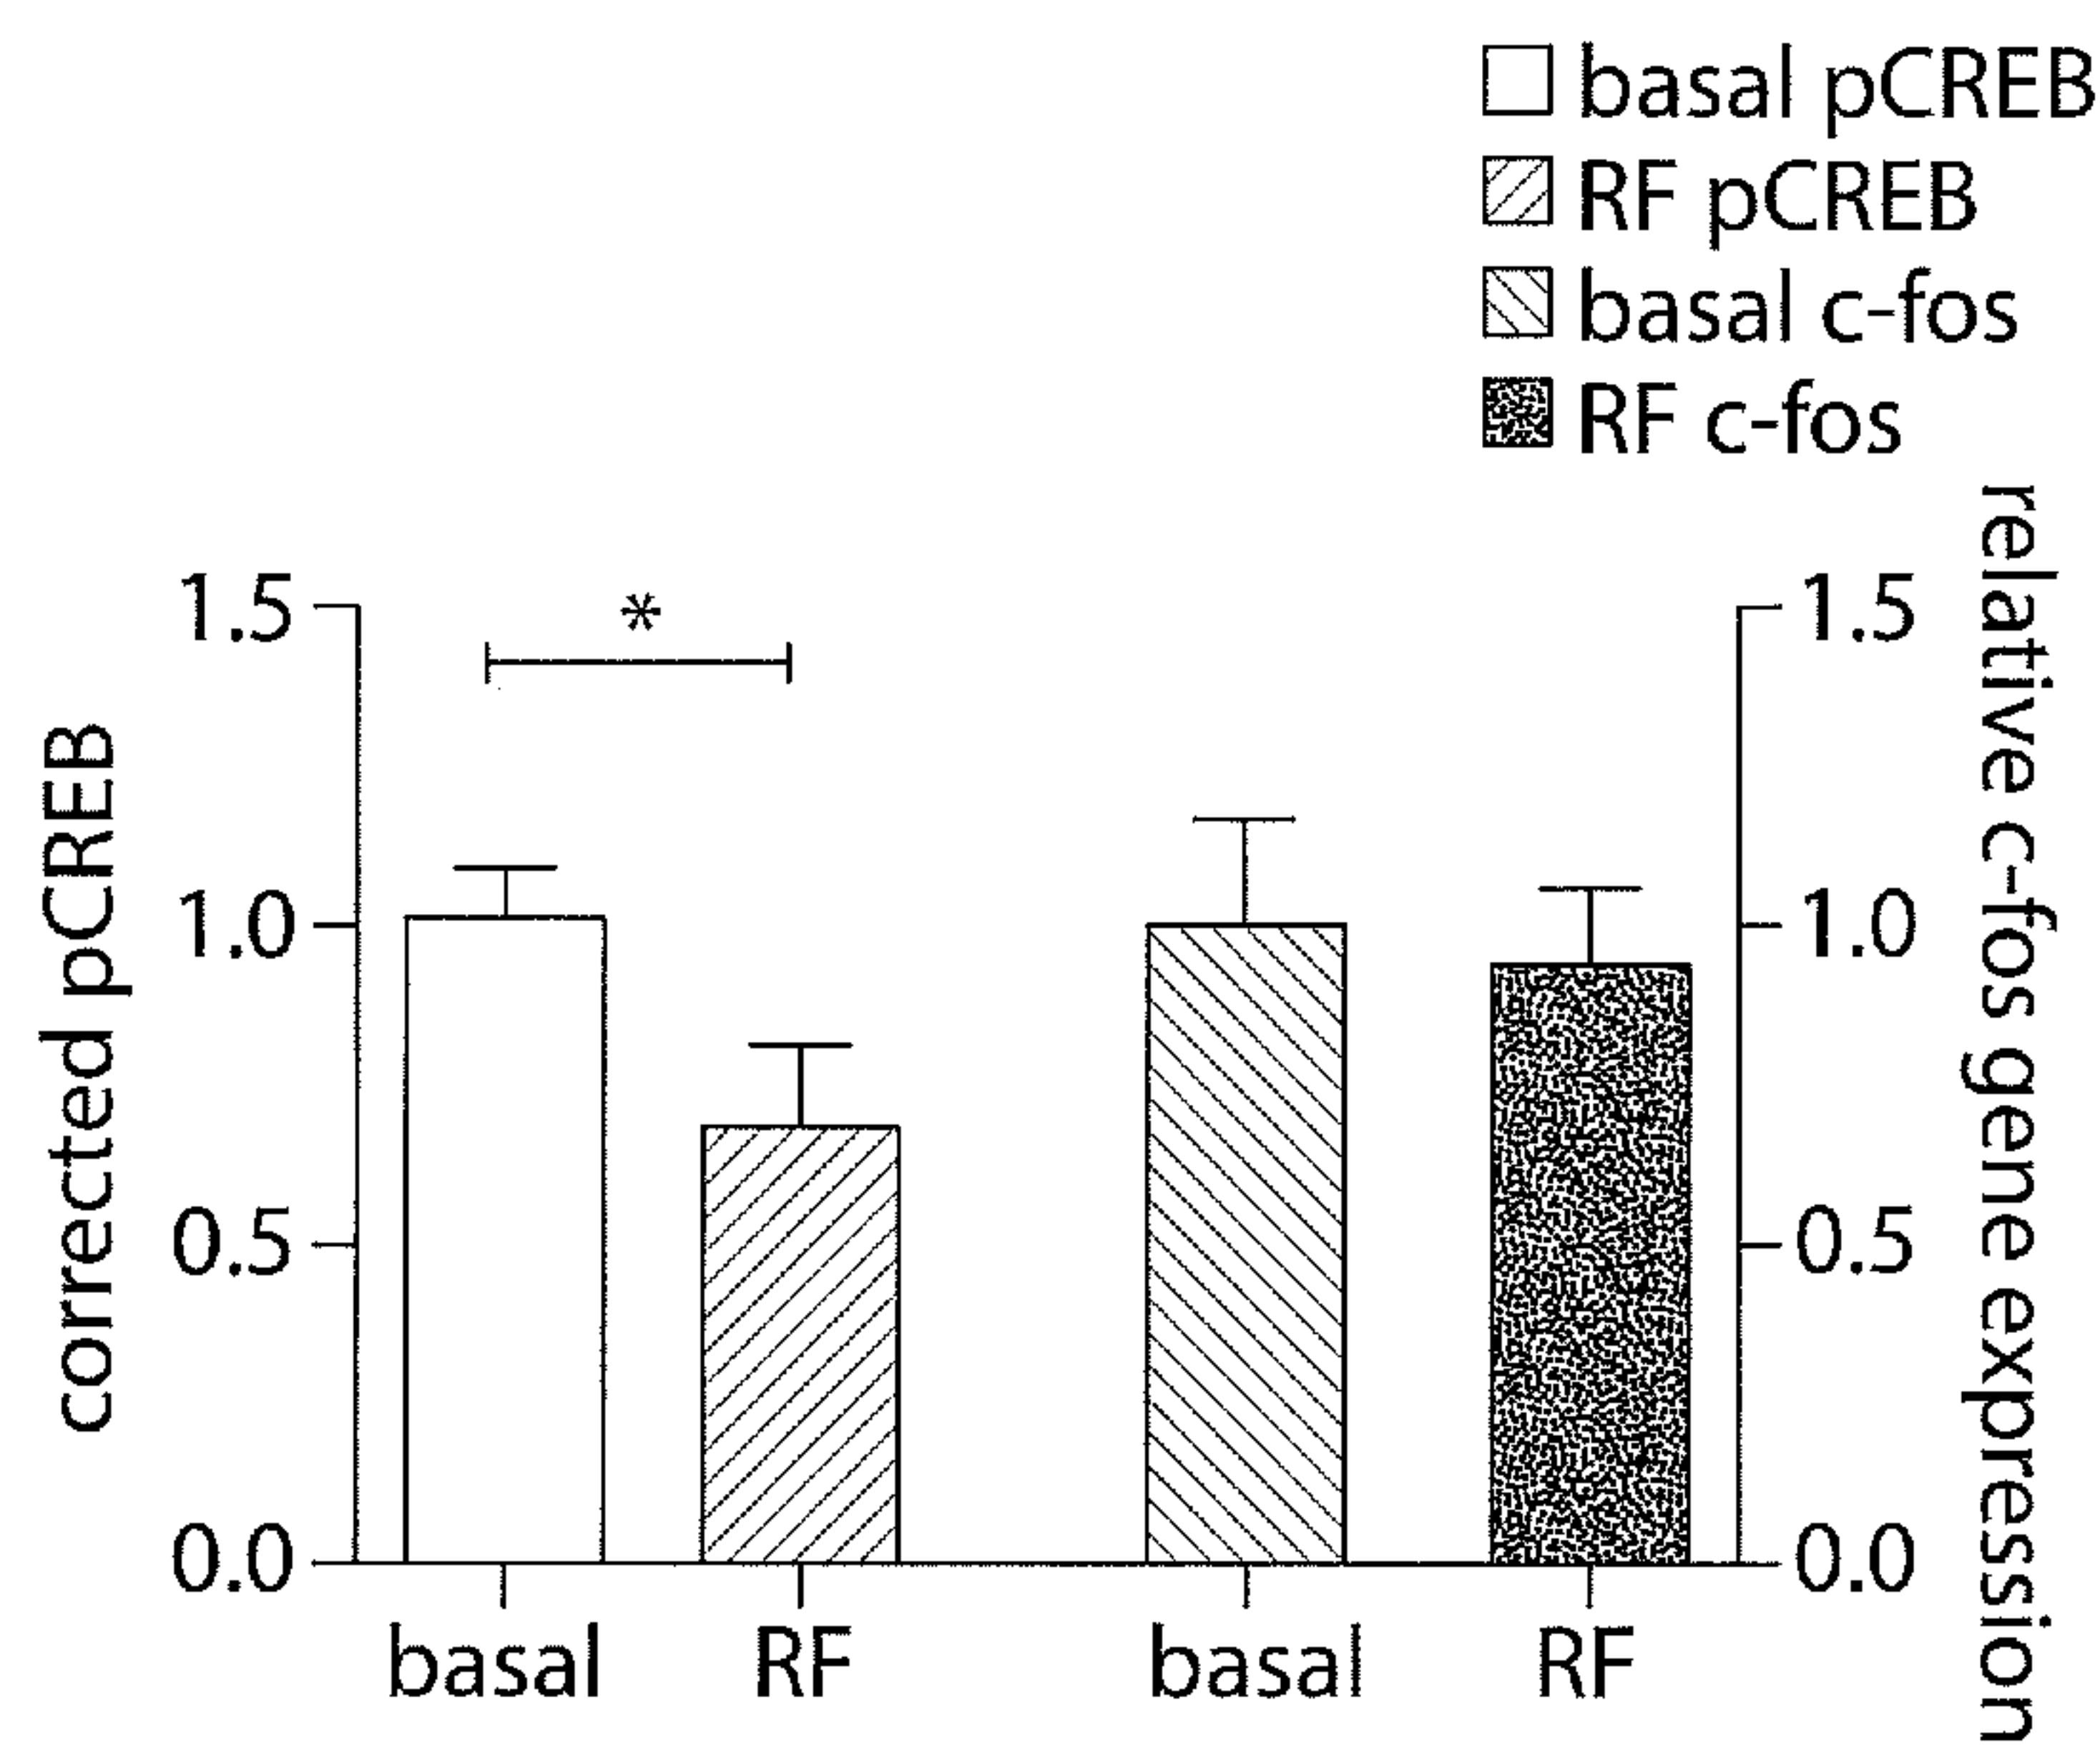 basal pCREB
RF pCREB
basal c-fos
RF c-fos
corrected pCREB
1.5
1.0
0.5
0.0
*
1.5
1.0
0.5
0.0
relative c-fos gene expression
basal
RF
basal
RF